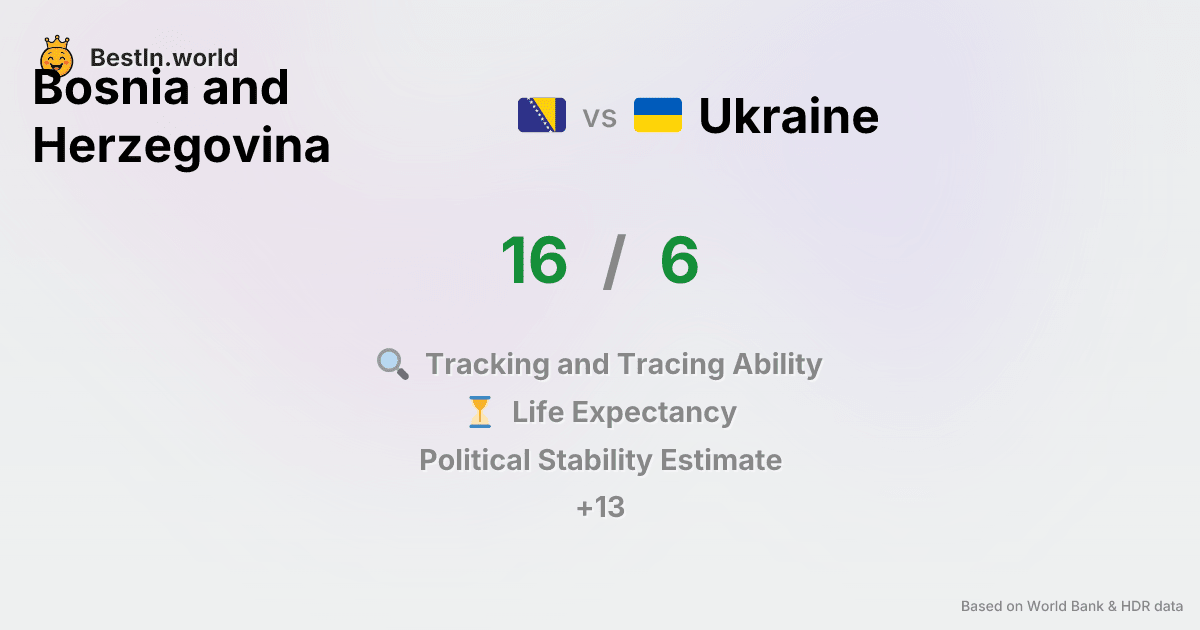 BestIn.world
Bosnia and
Herzegovina
vs
Ukraine
16 / 6
Tracking and Tracing Ability
Life Expectancy
Political Stability Estimate
+13
Based on World Bank & HDR data